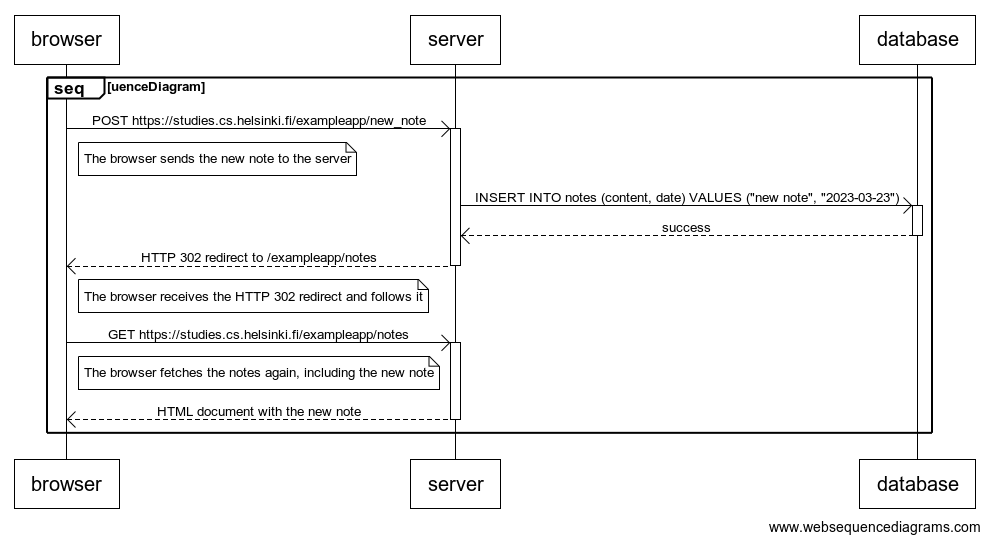 browser
server
database
seq [uenceDiagram]
POST https://studies.cs.helsinki.fi/exampleapp/new_note
The browser sends the new note to the server
INSERT INTO notes (content, date) VALUES ("new note", "2023-03-23")
success
HTTP 302 redirect to /exampleapp/notes
The browser receives the HTTP 302 redirect and follows it
GET https://studies.cs.helsinki.fi/exampleapp/notes
The browser fetches the notes again, including the new note
HTML document with the new note
browser
server
database
www.websequencediagrams.com